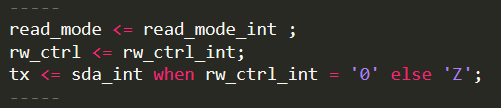 -----
read_mode <= read_mode_int ;
rw_ctrl <= rw_ctrl_int;
tx <= sda_int when rw_ctrl_int = '0' else 'Z';
-----